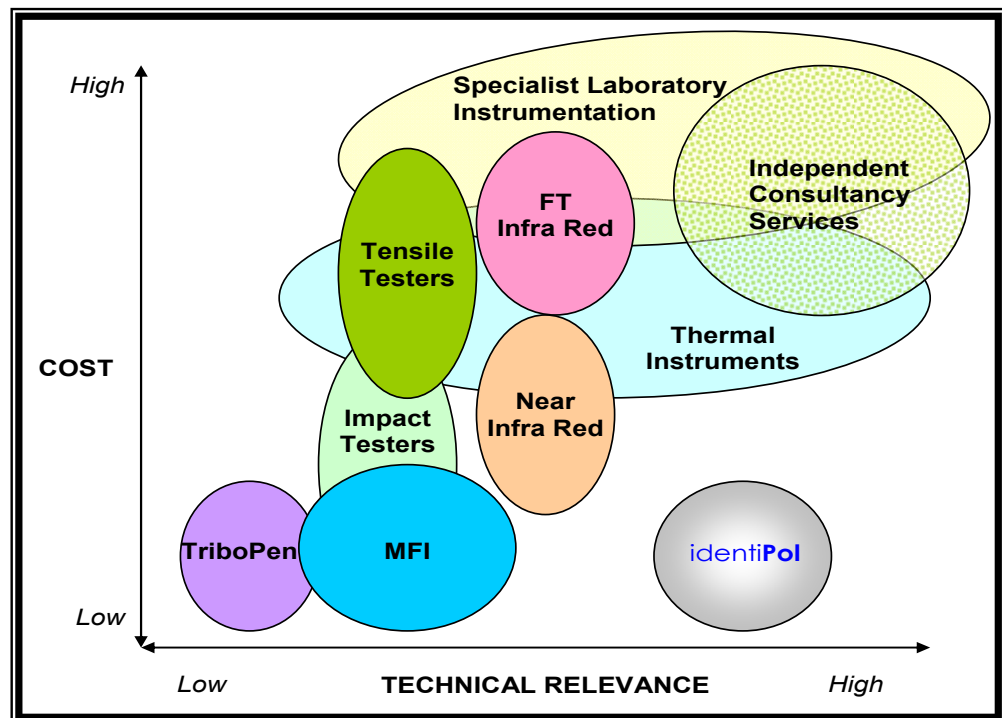 High
Specialist Laboratory
Instrumentation
Independent
Consultancy
Services
FT
Infra Red
Tensile
Testers
Thermal
Instruments
COST
Impact
Testers
Near
Infra Red
TriboPen
MFI
identiPol
Low
Low
TECHNICAL RELEVANCE
High